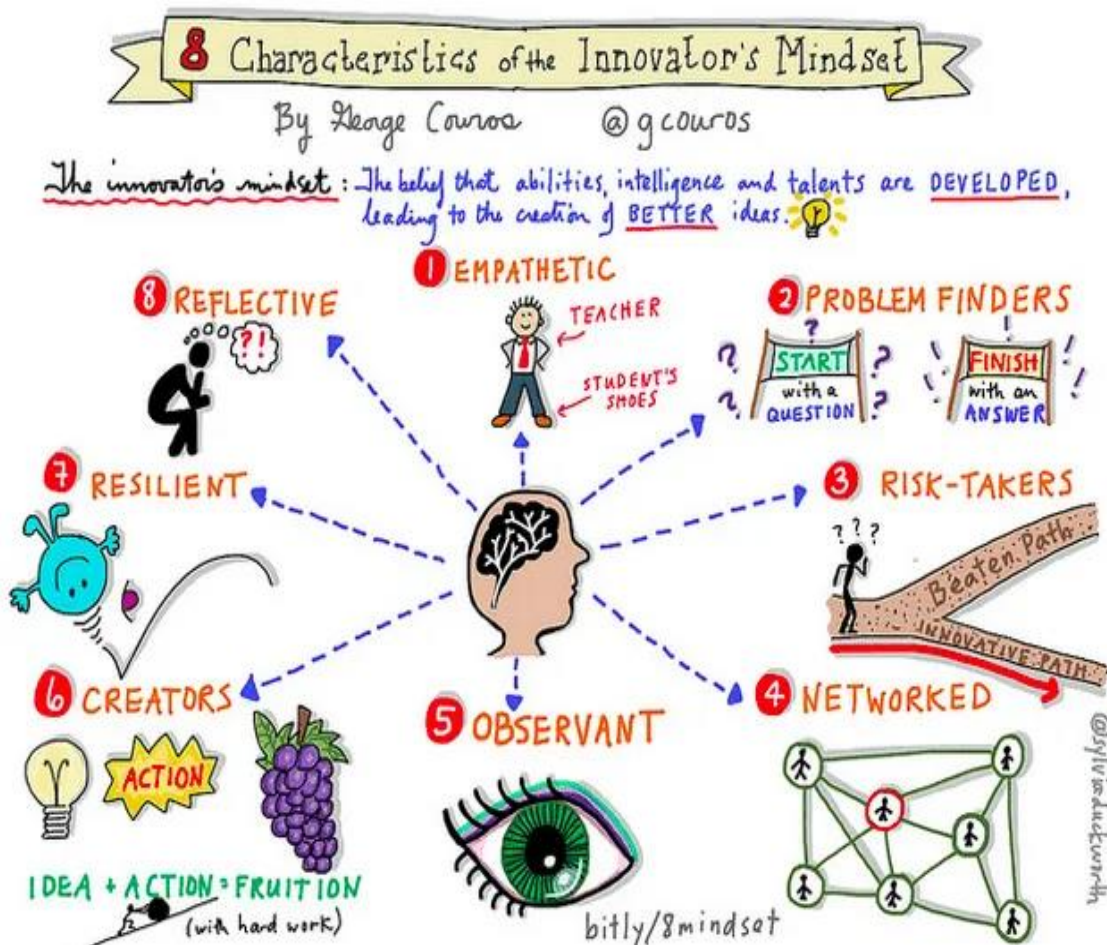 8 Characteristics of the Innovator's Mindset
By George Couros @gcouros
The innovator's mindset: The belief that abilities, intelligence and talents are DEVELOPED,
leading to the creation of BETTER ideas.
1 EMPATHETIC
TEACHER
STUDENT'S
SHOES
2 PROBLEM FINDERS
? ? ? ? ?
START
with a
QUESTION
! ! ! ! ! ! !
FINISH
with an
ANSWER
3 RISK-TAKERS
? ? ?
Beaten Path
INNOVATIVE PATH
4 NETWORKED
5 OBSERVANT
6 CREATORS
ACTION
IDEA + ACTION = FRUITION
(with hard work)
7 RESILIENT
8 REFLECTIVE
?!
bitly/8mindset
@sylviaduckworth